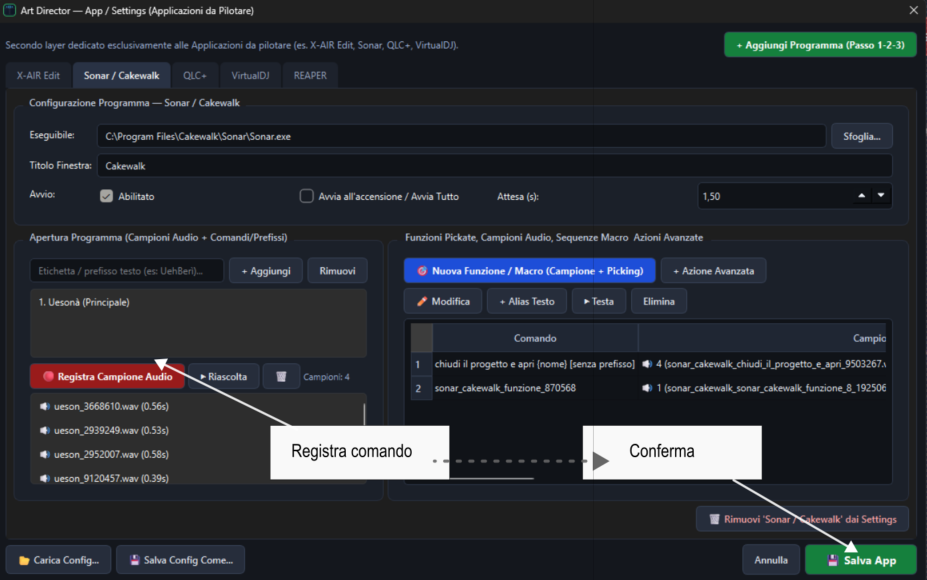 Art Director — App / Settings (Applicazioni da Pilotare)
Secondo layer dedicato esclusivamente alle Applicazioni da pilotare (es. X-AIR Edit, Sonar, QLC+, VirtualDJ).
+ Aggiungi Programma (Passo 1-2-3)
X-AIR Edit
Sonar / Cakewalk
QLC+
VirtualDJ
REAPER
Configurazione Programma — Sonar / Cakewalk
Eseguibile:
C:\Program Files\Cakewalk\Sonar\Sonar.exe
Sfoglia...
Titolo Finestra:
Cakewalk
Avvio:
Abilitato
Avvia all'accensione / Avvia Tutto
Attesa (s):
1,50
Apertura Programma (Campioni Audio + Comandi/Prefissi)
Etichetta / prefisso testo (es: UehBeri)...
+ Aggiungi
Rimuovi
1. Uesonà (Principale)
Registra Campione Audio
Riascolta
Campioni: 4
ueson_3668610.wav (0.56s)
ueson_2939249.wav (0.53s)
ueson_2952007.wav (0.58s)
ueson_9120457.wav (0.39s)
Funzioni Pickate, Campioni Audio, Sequenze Macro Azioni Avanzate
Nuova Funzione / Macro (Campione + Picking)
+ Azione Avanzata
Modifica
+ Alias Testo
Testa
Elimina
Comando
Campio
1 chiudi il progetto e apri {nome} [senza prefisso] 4 (sonar_cakewalk_chiudi_il_progetto_e_apri_9503267.v
2 sonar_cakewalk_funzione_870568 1 (sonar_cakewalk_sonar_cakewalk_funzione_8_192506
Registra comando
Conferma
Rimuovi 'Sonar / Cakewalk' dai Settings
Carica Config...
Salva Config Come...
Annulla
Salva App